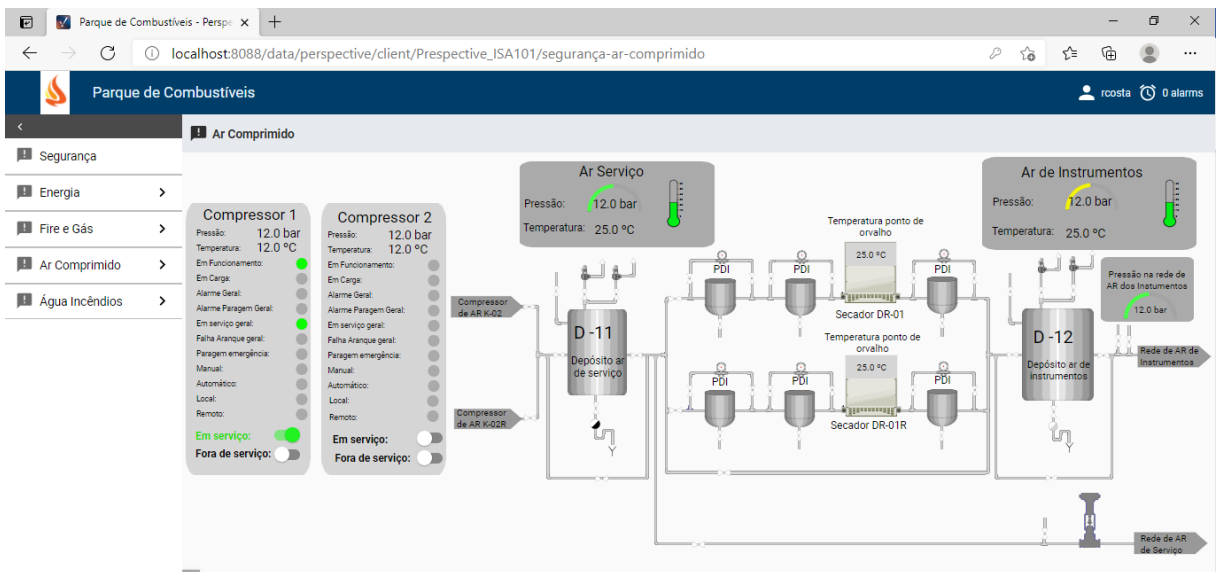 Parque de Combustíveis - Perspe
localhost:8088/data/perspective/client/Prespective_ISA101/segurança-ar-comprimido
Parque de Combustíveis
rcosta
0 alarms
Segurança
Energia
Fire e Gás
Ar Comprimido
Água Incêndios
Ar Comprimido
Compressor 1
Pressão: 12.0 bar
Temperatura: 12.0 ºC
Em Funcionamento:
Em Carga:
Alarme Geral:
Alarme Paragem Geral:
Em serviço geral:
Falha Aranque geral:
Paragem emergência:
Manual:
Automático:
Local:
Remoto:
Em serviço:
Fora de serviço:
Compressor 2
Pressão: 12.0 bar
Temperatura: 12.0 ºC
Em Funcionamento:
Em Carga:
Alarme Geral:
Alarme Paragem Geral:
Em serviço geral:
Falha Aranque geral:
Paragem emergência:
Manual:
Automático:
Local:
Remoto:
Em serviço:
Fora de serviço:
Ar Serviço
Pressão: 12.0 bar
Temperatura: 25.0 ºC
Compressor
de AR K-02
Compressor
de AR K-02R
D -11
Depósito ar
de serviço
Temperatura ponto de
orvalho
25.0 ºC
PDI
PDI
PDI
Secador DR-01
Temperatura ponto de
orvalho
25.0 ºC
PDI
PDI
PDI
Secador DR-01R
Ar de Instrumentos
Pressão: 12.0 bar
Temperatura: 25.0 ºC
Pressão na rede de
AR dos Instumentos
12.0 bar
D -12
Depósito ar de
instrumentos
Rede de AR de
Instrumentos
Rede de AR
de Serviço